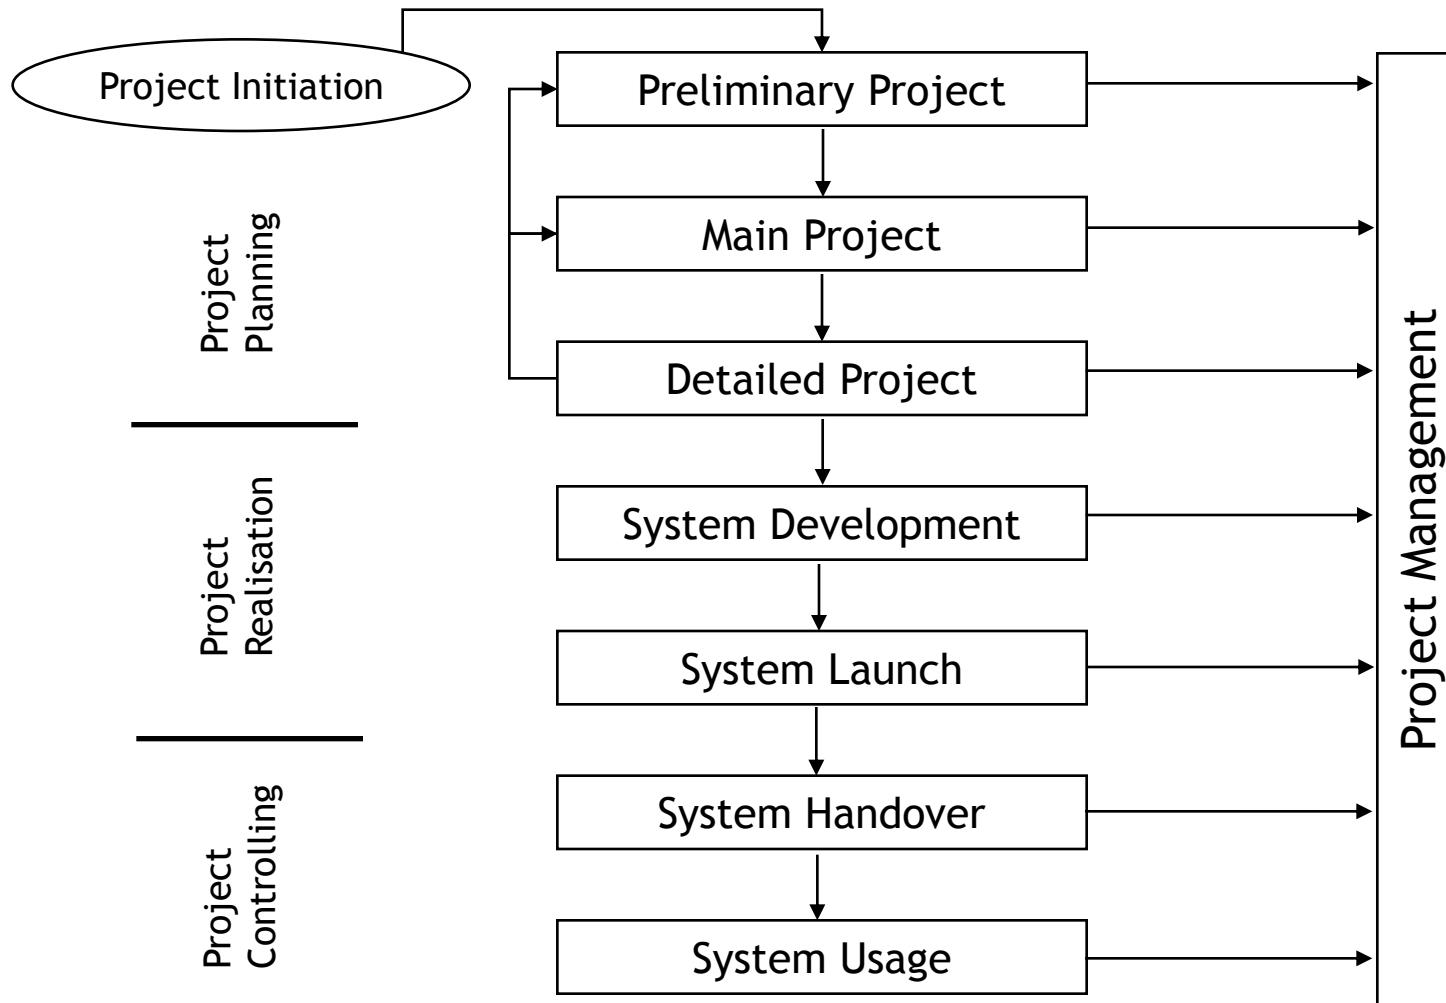 Project Initiation
Preliminary Project
Main Project
Detailed Project
System Development
System Launch
System Handover
System Usage
Project
Planning
Project
Realisation
Project
Controlling
Project Management